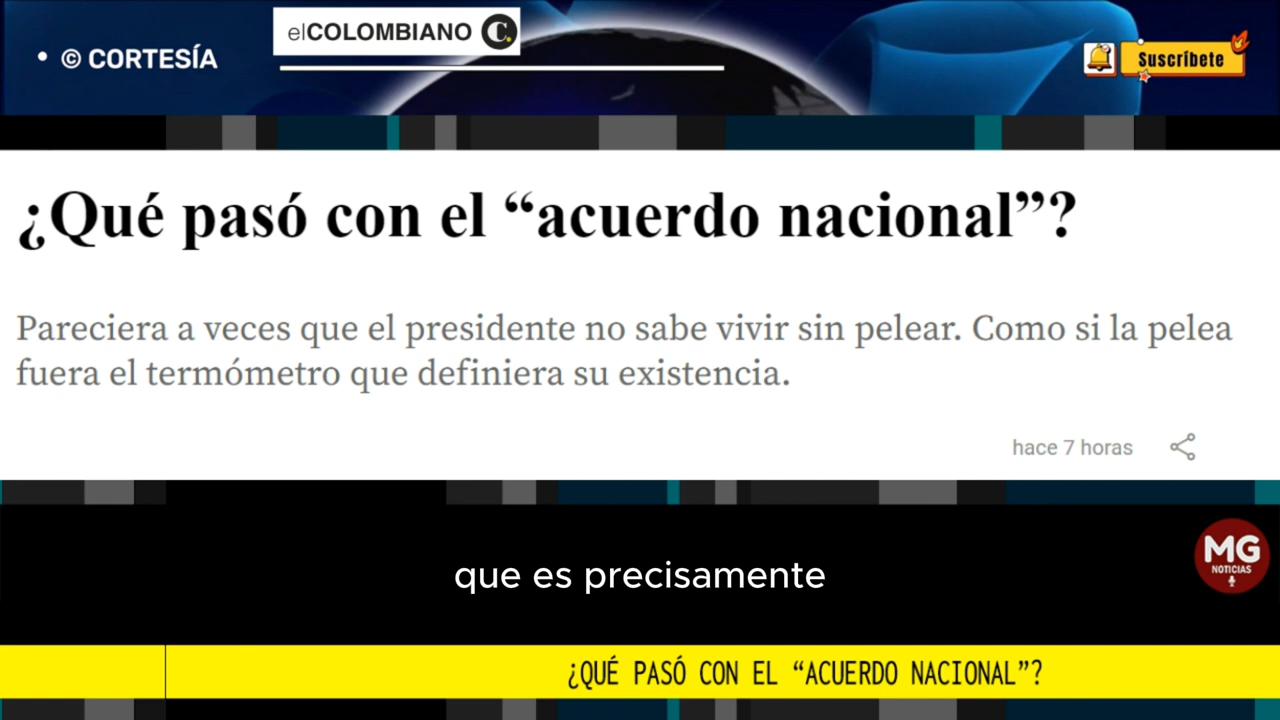 • © CORTESÍA
elCOLOMBIANO C.
Suscríbete
¿Qué pasó con el “acuerdo nacional”?
Pareciera a veces que el presidente no sabe vivir sin pelear. Como si la pelea
fuera el termómetro que definiera su existencia.
hace 7 horas
que es precisamente
MG
NOTICIAS
¿QUÉ PASÓ CON EL “ACUERDO NACIONAL”?